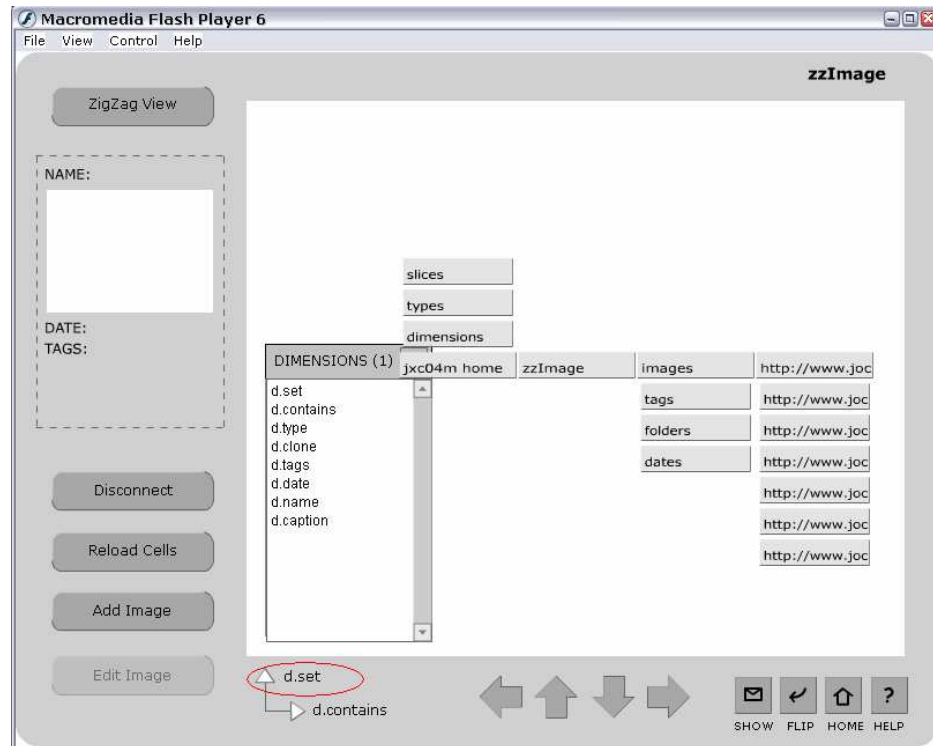 Macromedia Flash Player 6
File View Control Help
zzImage
ZigZag View
NAME:
DATE:
TAGS:
Disconnect
Reload Cells
Add Image
Edit Image
slices
types
dimensions
DIMENSIONS (1)
jxc04m home zzImage images http://www.joc
tags http://www.joc
folders http://www.joc
dates http://www.joc
http://www.joc
http://www.joc
http://www.joc
d.set
d.contains
d.type
d.clone
d.tags
d.date
d.name
d.caption
d.set
d.contains
?
SHOW FLIP HOME HELP